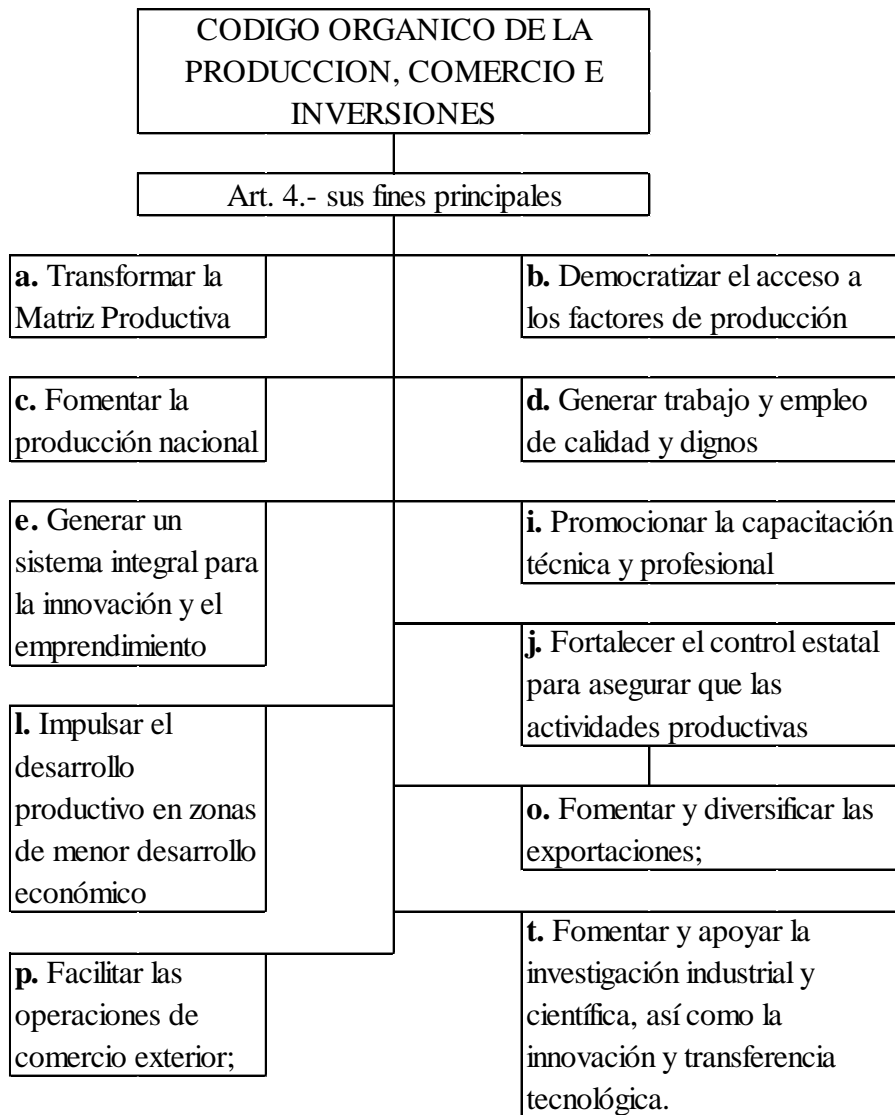 CODIGO ORGANICO DE LA
PRODUCCION, COMERCIO E
INVERSIONES
Art. 4.- sus fines principales
a. Transformar la
Matriz Productiva
b. Democratizar el acceso a
los factores de producción
c. Fomentar la
producción nacional
d. Generar trabajo y empleo
de calidad y dignos
e. Generar un
sistema integral para
la innovación y el
emprendimiento
i. Promocionar la capacitación
técnica y profesional
j. Fortalecer el control estatal
para asegurar que las
actividades productivas
l. Impulsar el
desarrollo
productivo en zonas
de menor desarrollo
económico
o. Fomentar y diversificar las
exportaciones;
p. Facilitar las
operaciones de
comercio exterior;
t. Fomentar y apoyar la
investigación industrial y
científica, así como la
innovación y transferencia
tecnológica.